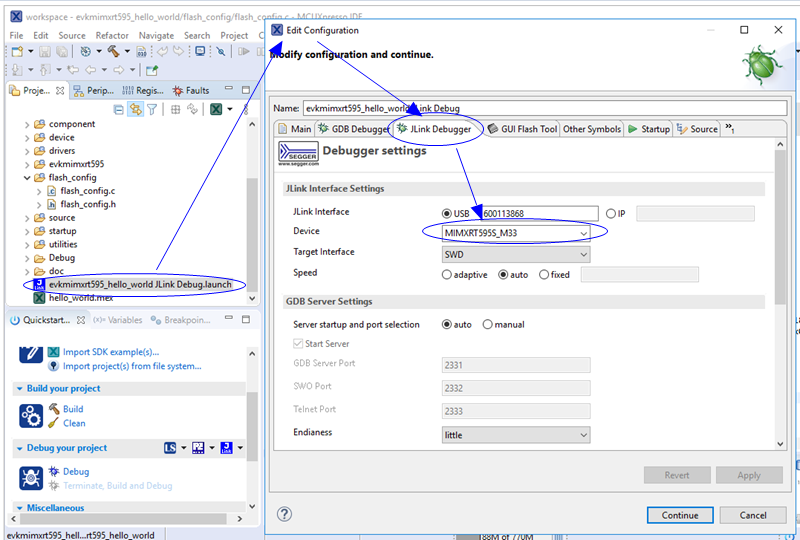 workspace - evkmimxrt595_hello_world/flash_config/flash_config.c - MCUXpresso IDE
File Edit Source Refactor Navigate Search Project
Proje... Perip... Regis... Faults
component
device
drivers
evkmimxrt595
flash_config
flash_config.c
flash_config.h
source
startup
utilities
Debug
doc
evkmimxrt595_hello_world JLink Debug.launch
hello_world.mex
Quickstart... (x)= Variables Breakpoin...
Import SDK example(s)...
Import project(s) from file system...
Build your project
Build
Clean
Debug your project
LS
Debug
Terminate, Build and Debug
Miscellaneous
evkmimxrt595_hell...rt595_hello_world
Edit Configuration
Modify configuration and continue.
Name: evkmimxrt595_hello_world JLink Debug
Main GDB Debugger JLink Debugger GUI Flash Tool Other Symbols Startup Source »1
SEGGER
www.segger.com
Debugger settings
JLink Interface Settings
JLink Interface USB 600113868 IP
Device MIMXRT595S_M33
Target Interface SWD
Speed adaptive auto fixed
GDB Server Settings
Server startup and port selection auto manual
Start Server
GDB Server Port 2331
SWO Port 2332
Telnet Port 2333
Endianess little
Revert Apply
Continue Cancel
88M of 770M